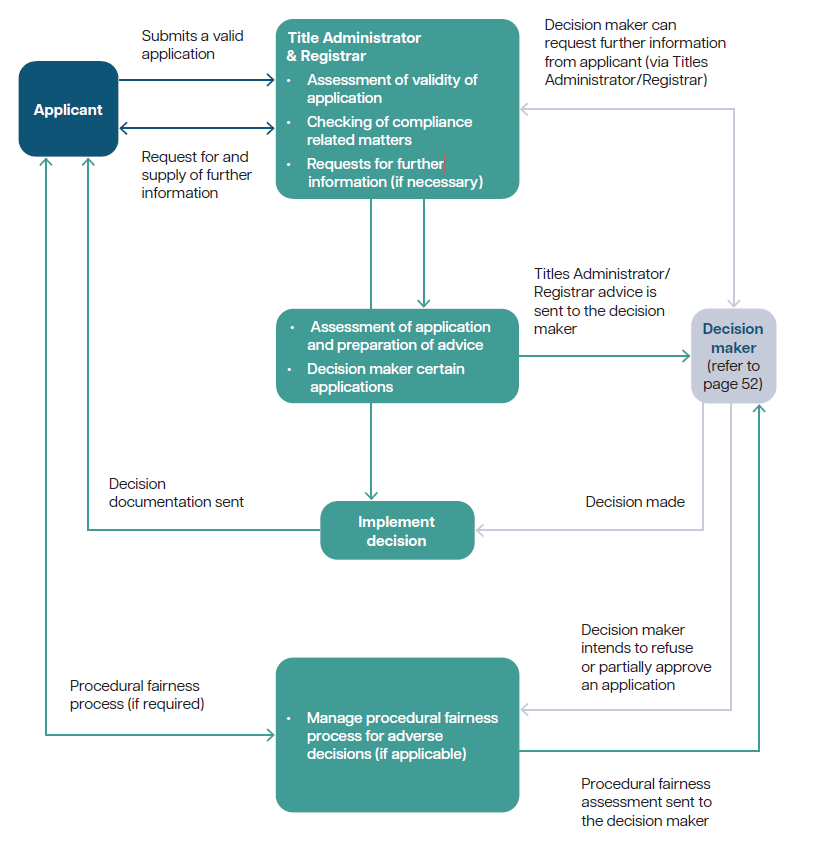 Submits a valid
application
Title Administrator
& Registrar
• Assessment of validity of
application
• Checking of compliance
related matters
• Requests for further
information (if necessary)
Decision maker can
request further information
from applicant (via Titles
Administrator/Registrar)
Applicant
Request for and
supply of further
information
Titles Administrator/
Registrar advice is
sent to the decision
maker
• Assessment of application
and preparation of advice
• Decision maker certain
applications
Decision
maker
(refer to
page 52)
Decision
documentation sent
Implement
decision
Decision made
Decision maker
intends to refuse
or partially approve
an application
Procedural fairness
process (if required)
• Manage procedural fairness
process for adverse
decisions (if applicable)
Procedural fairness
assessment sent to
the decision maker